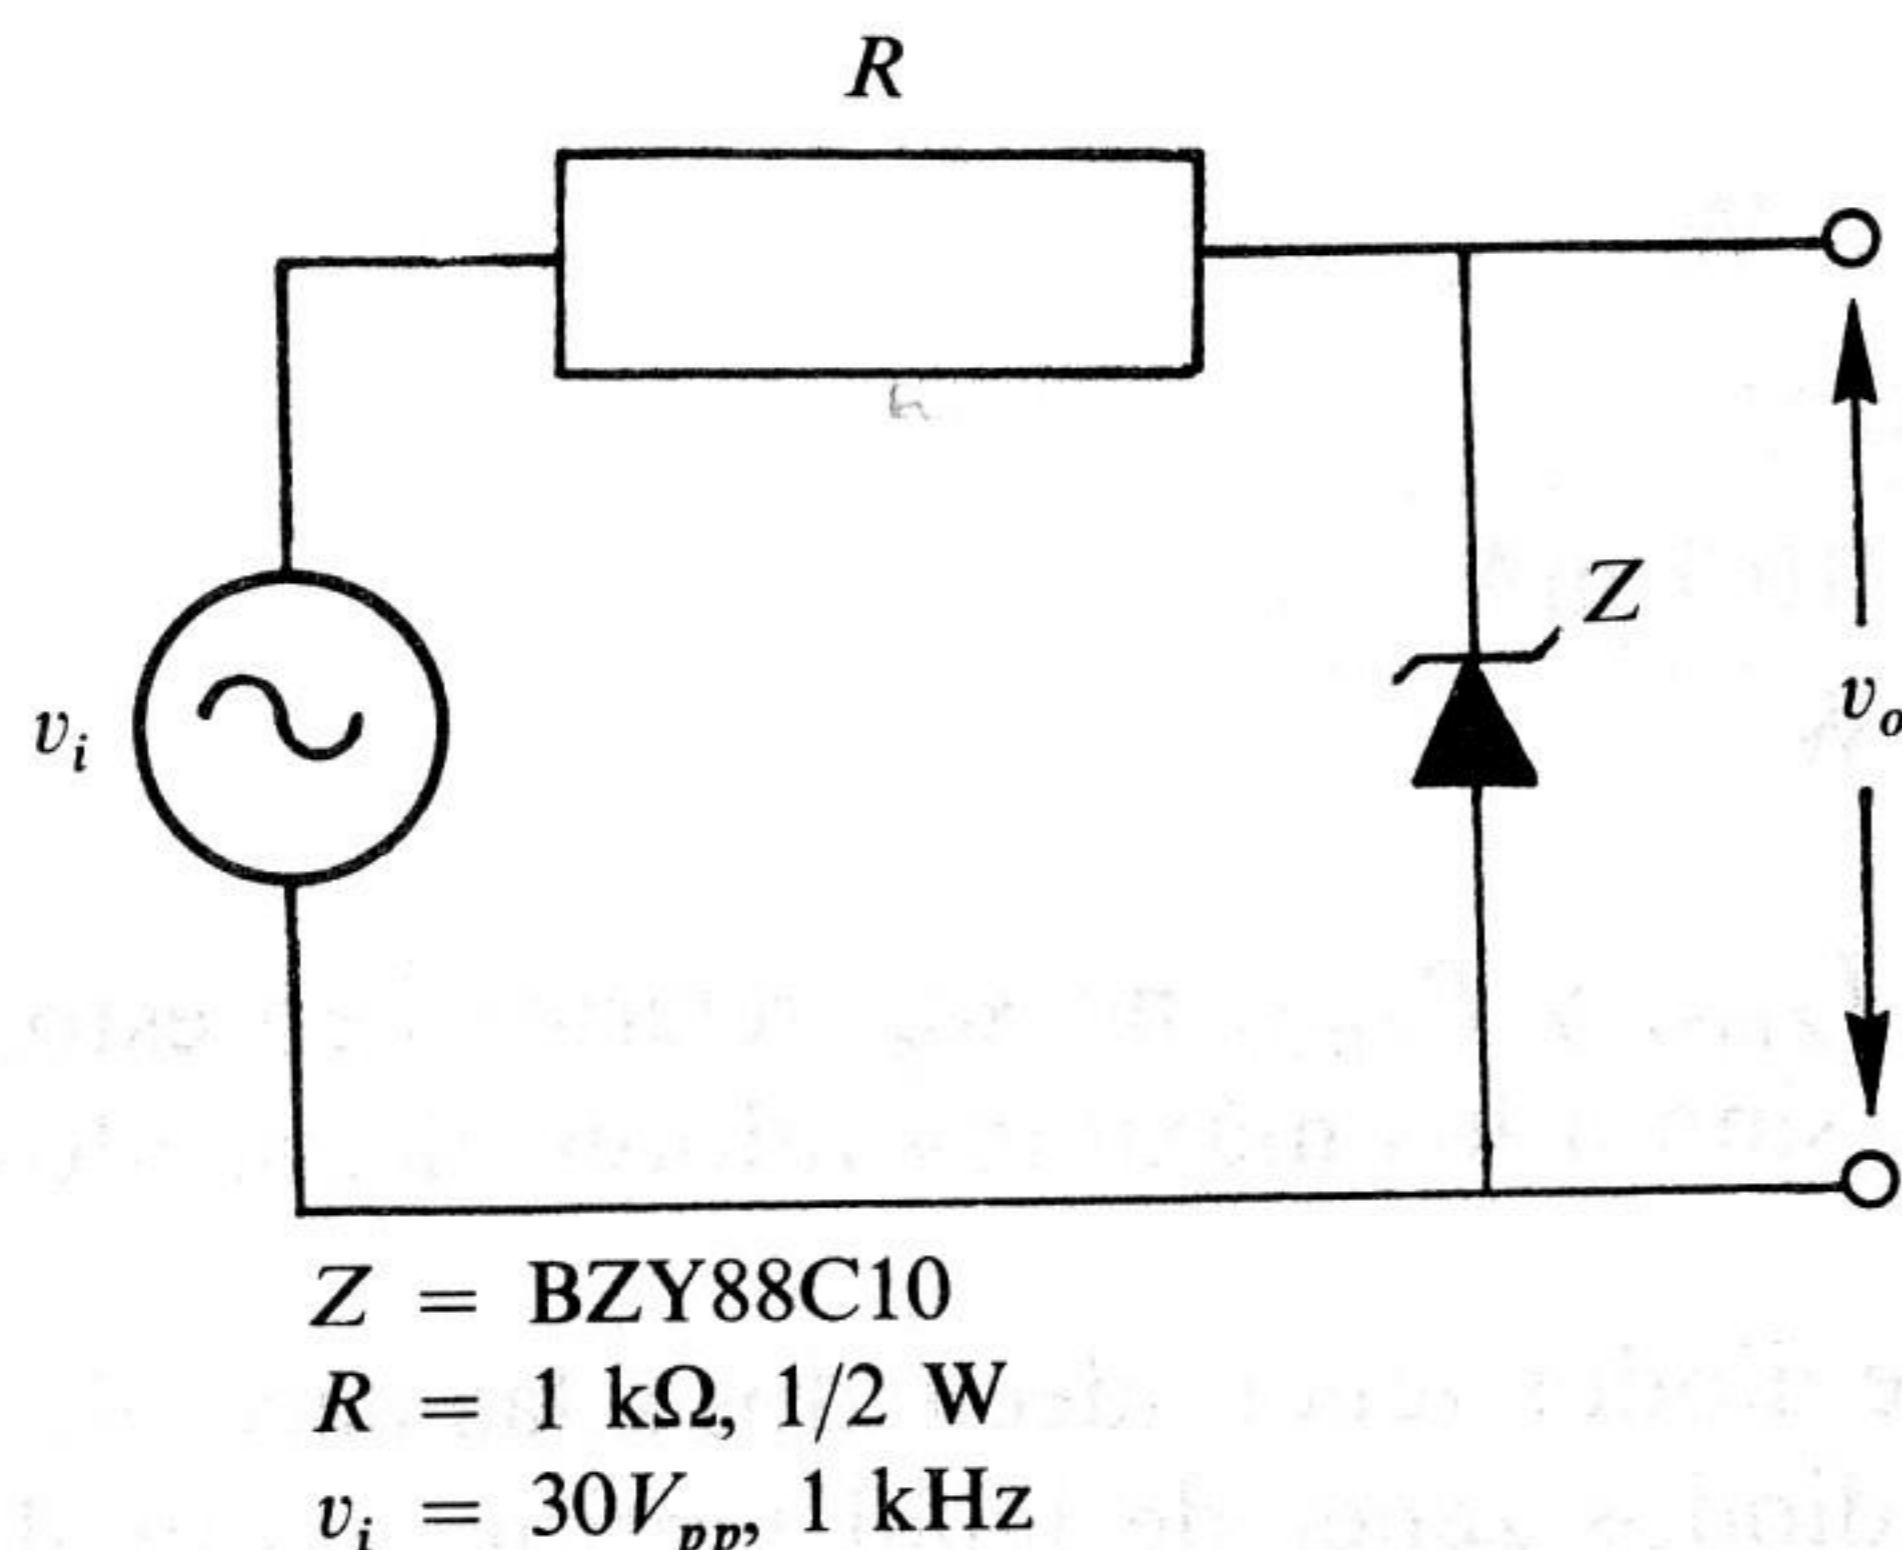 R
Z
v_i
v_o
Z = BZY88C10
R = 1 kΩ, 1/2 W
v_i = 30V_pp, 1 kHz